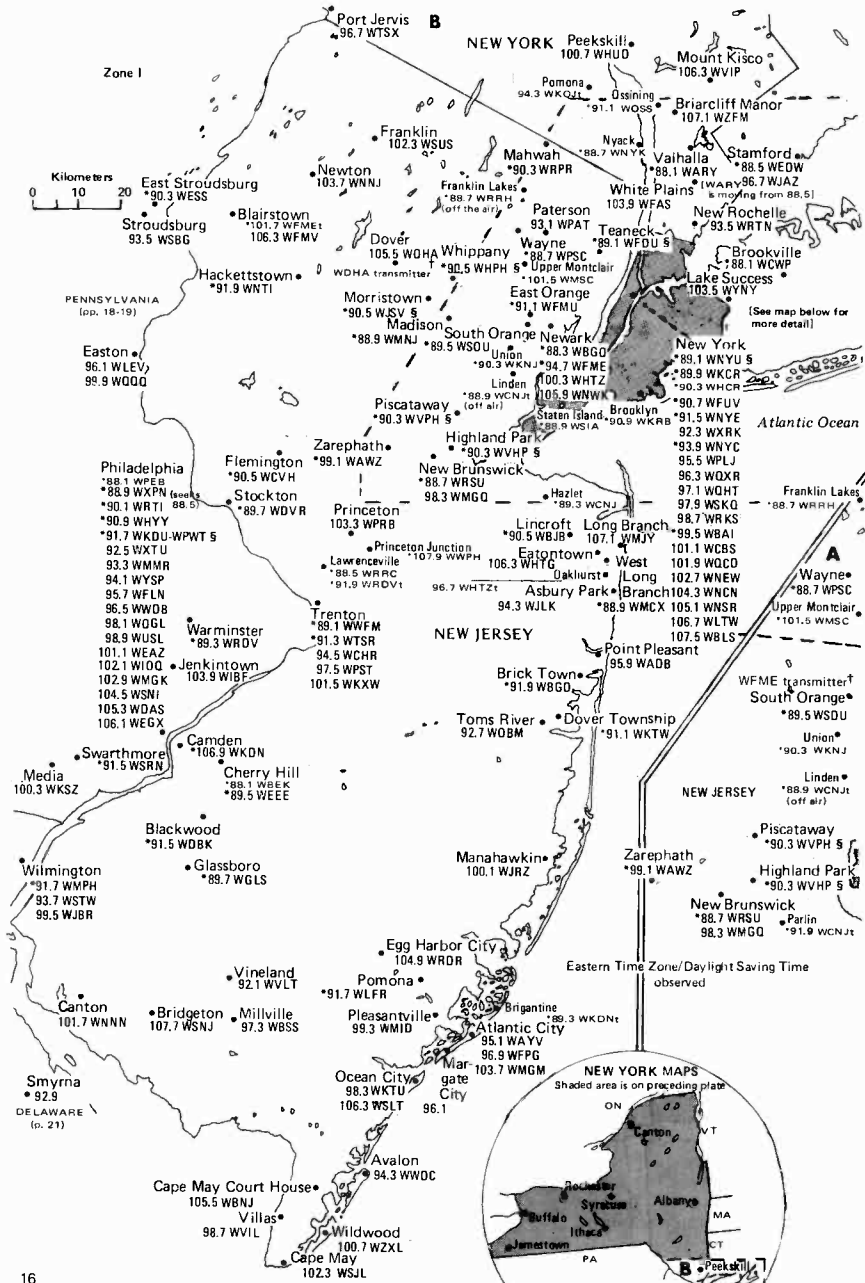 Port Jervis
96.7 WTSX
B
NEW YORK
Peekskill
100.7 WHUD
Mount Kisco
106.3 WVIP
Zone I
Pomona
94.3 WKQJt
Ossining
*91.1 WOSS
Briarcliff Manor
107.1 WZFM
Franklin
102.3 WSUS
Nyack
*88.7 WNYK
Mahwah
*90.3 WRPR
Valhalla
88.1 WARY
Stamford
*88.5 WEDW
96.7 WJAZ
[WARY
is moving from 88.5]
Kilometers
0 10 20
Newton
103.7 WNNJ
Franklin Lakes
*88.7 WRRH
(off the air)
White Plains
103.9 WFAS
East Stroudsburg
*90.3 WESS
Stroudsburg
93.5 WSBG
Blairstown
*101.7 WFMEt
106.3 WFMV
Paterson
93.1 WPAT
Teaneck
*89.1 WFDU §
New Rochelle
93.5 WRTN
Dover
105.5 WDHA
WDHA transmitter†
Whippany
*90.5 WHPH §
Wayne
*88.7 WPSC
Upper Montclair
*101.5 WMSC
Brookville
*88.1 WCWP
Lake Success
103.5 WYNY
Hackettstown
*91.9 WNTI
East Orange
*91.1 WFMU
[See map below for
more detail]
PENNSYLVANIA
(pp. 18-19)
Morristown
*90.5 WJSV §
Madison
*88.9 WMNJ
South Orange
*89.5 WSOU
Union
*90.3 WKNJ
Linden
*88.9 WCNJt
(off air)
Newark
*88.3 WBGO
*94.7 WFME
100.3 WHTZ
105.9 WNWK
New York
*89.1 WNYU §
*89.9 WKCR
*90.3 WHCR
*90.7 WFUV
*91.5 WNYE
92.3 WXRK
*93.9 WNYC
95.5 WPLJ
96.3 WQXR
97.1 WQHT
97.9 WSKQ
98.7 WRKS
*99.5 WBAI
101.1 WCBS
101.9 WQCD
102.7 WNEW
104.3 WNCN
105.1 WNSR
106.7 WLTW
107.5 WBLS
Easton
96.1 WLEV
99.9 WQQQ
Staten Island
*88.9 WSIA
Brooklyn
*90.9 WKRB
Atlantic Ocean
Piscataway
*90.3 WVPH §
Highland Park
*90.3 WVHP §
Zarephath
*99.1 AWZ
New Brunswick
*88.7 WRSU
98.3 WMGQ
Flemington
*90.5 WCVH
Stockton
*89.7 WDVR
Philadelphia
*88.1 WPEB
*88.9 WXPN (seeks
88.5)
*90.1 WRTI
*90.9 WHYY
*91.7 WKDU-WPWT §
92.5 WXTU
93.3 WMMR
94.1 WYSP
95.7 WFLN
96.5 WWDB
98.1 WOGL
98.9 WUSL
101.1 WEAZ
102.1 WIOQ
102.9 WMGK
104.5 WSNI
105.3 WDAS
106.1 WEGX
Princeton
103.3 WPRB
Princeton Junction
*107.9 WWPH
Lawrenceville
*88.5 WRRC
*91.9 WRDVt
Hazlet
*89.3 WCNJ
Franklin Lakes
*88.7 WRRH
Lincroft
*90.5 WBJB
Long Branch
107.1 WMJY
Eatontown
106.3 WHTG
Oakhurst
96.7 WHTZt
Asbury Park
94.3 WJLK
West
Long
Branch
*88.9 WMCX
A
Wayne
*88.7 WPSC
Upper Montclair
*101.5 WMSC
Warminster
*89.3 WRDV
Trenton
*89.1 WWFM
*91.3 WTSR
94.5 WCHR
97.5 WPST
101.5 WKXW
NEW JERSEY
Jenkintown
103.9 WIBF
Point Pleasant
95.9 WADB
Brick Town
*91.9 WBGD
WFME transmitter†
South Orange
*89.5 WSOU
Toms River
92.7 WOBM
Dover Township
*91.1 WKTW
Union
*90.3 WKNJ
Camden
*106.9 WKDN
Swarthmore
*91.5 WSRN
Media
100.3 WKSZ
Cherry Hill
*88.1 WBEK
*89.5 WEEE
Linden
*88.9 WCNJt
(off air)
NEW JERSEY
Blackwood
*91.5 WDBK
Piscataway
*90.3 WVPH §
Glassboro
*89.7 WGLS
Manahawkin
100.1 WJRZ
Zarephath
*99.1 AWZ
Highland Park
*90.3 WVHP §
Wilmington
*91.7 WMPH
93.7 WSTW
99.5 WJBR
New Brunswick
*88.7 WRSU
98.3 WMGQ
Parlin
*91.9 WCNJt
Egg Harbor City
104.9 WRDR
Eastern Time Zone/Daylight Saving Time
observed
Vineland
92.1 WVLT
Pomona
*91.7 WLFR
Canton
101.7 WNNN
Bridgeton
107.7 WSNJ
Millville
97.3 WBSS
Pleasantville
99.3 WMID
Brigantine
*89.3 WKDNt
Atlantic City
95.1 WAYV
96.9 WFPG
103.7 WMGM
Mar-
gate
City
96.1
Smyrna
92.9
DELAWARE
(p. 21)
Ocean City
98.3 WKTU
106.3 WSLT
NEW YORK MAPS
Shaded area is on preceding plate
ON
Canton
VT
Rochester
Syracuse
Albany
Buffalo
Ithaca
MA
Jamestown
CT
PA
B
Peekskill
Avalon
94.3 WWOC
Cape May Court House
105.5 WBNJ
Villas
98.7 WVIL
Wildwood
100.7 WZXL
Cape May
102.3 WSJL
16